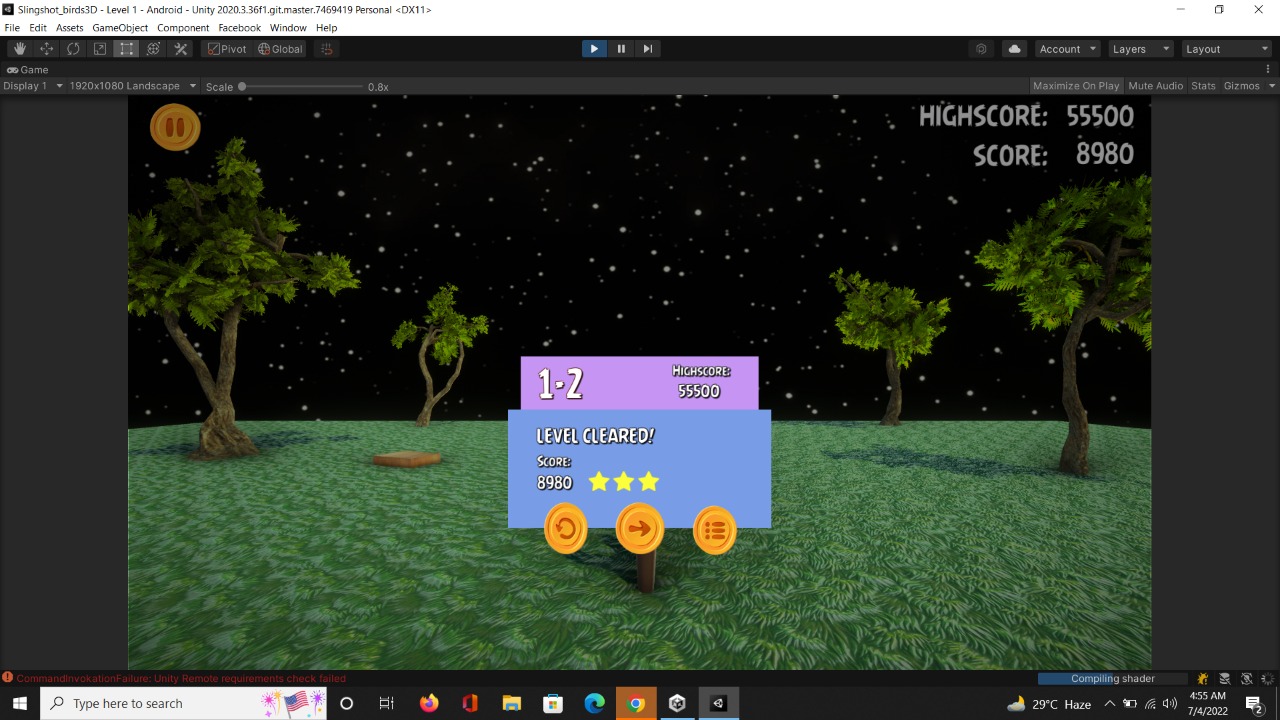 Slingshot_birds3D - Level 1 - Android - Unity 2020.3.36f1.git.master.7469419 Personal <DX11>
File Edit Assets GameObject Component Facebook Window Help
Pivot Global Account Layers Layout
Game
Display 1 1920x1080 Landscape Scale 0.8x Maximize On Play Mute Audio Stats Gizmos
HIGHSCORE: 55500
SCORE: 8980
1-2
HIGHSCORE:
55500
LEVEL CLEARED!
SCORE:
8980
CommandInvokationFailure: Unity Remote requirements check failed
Compiling shader
Type here to search
29°C Haze
4:55 AM
7/4/2022
2